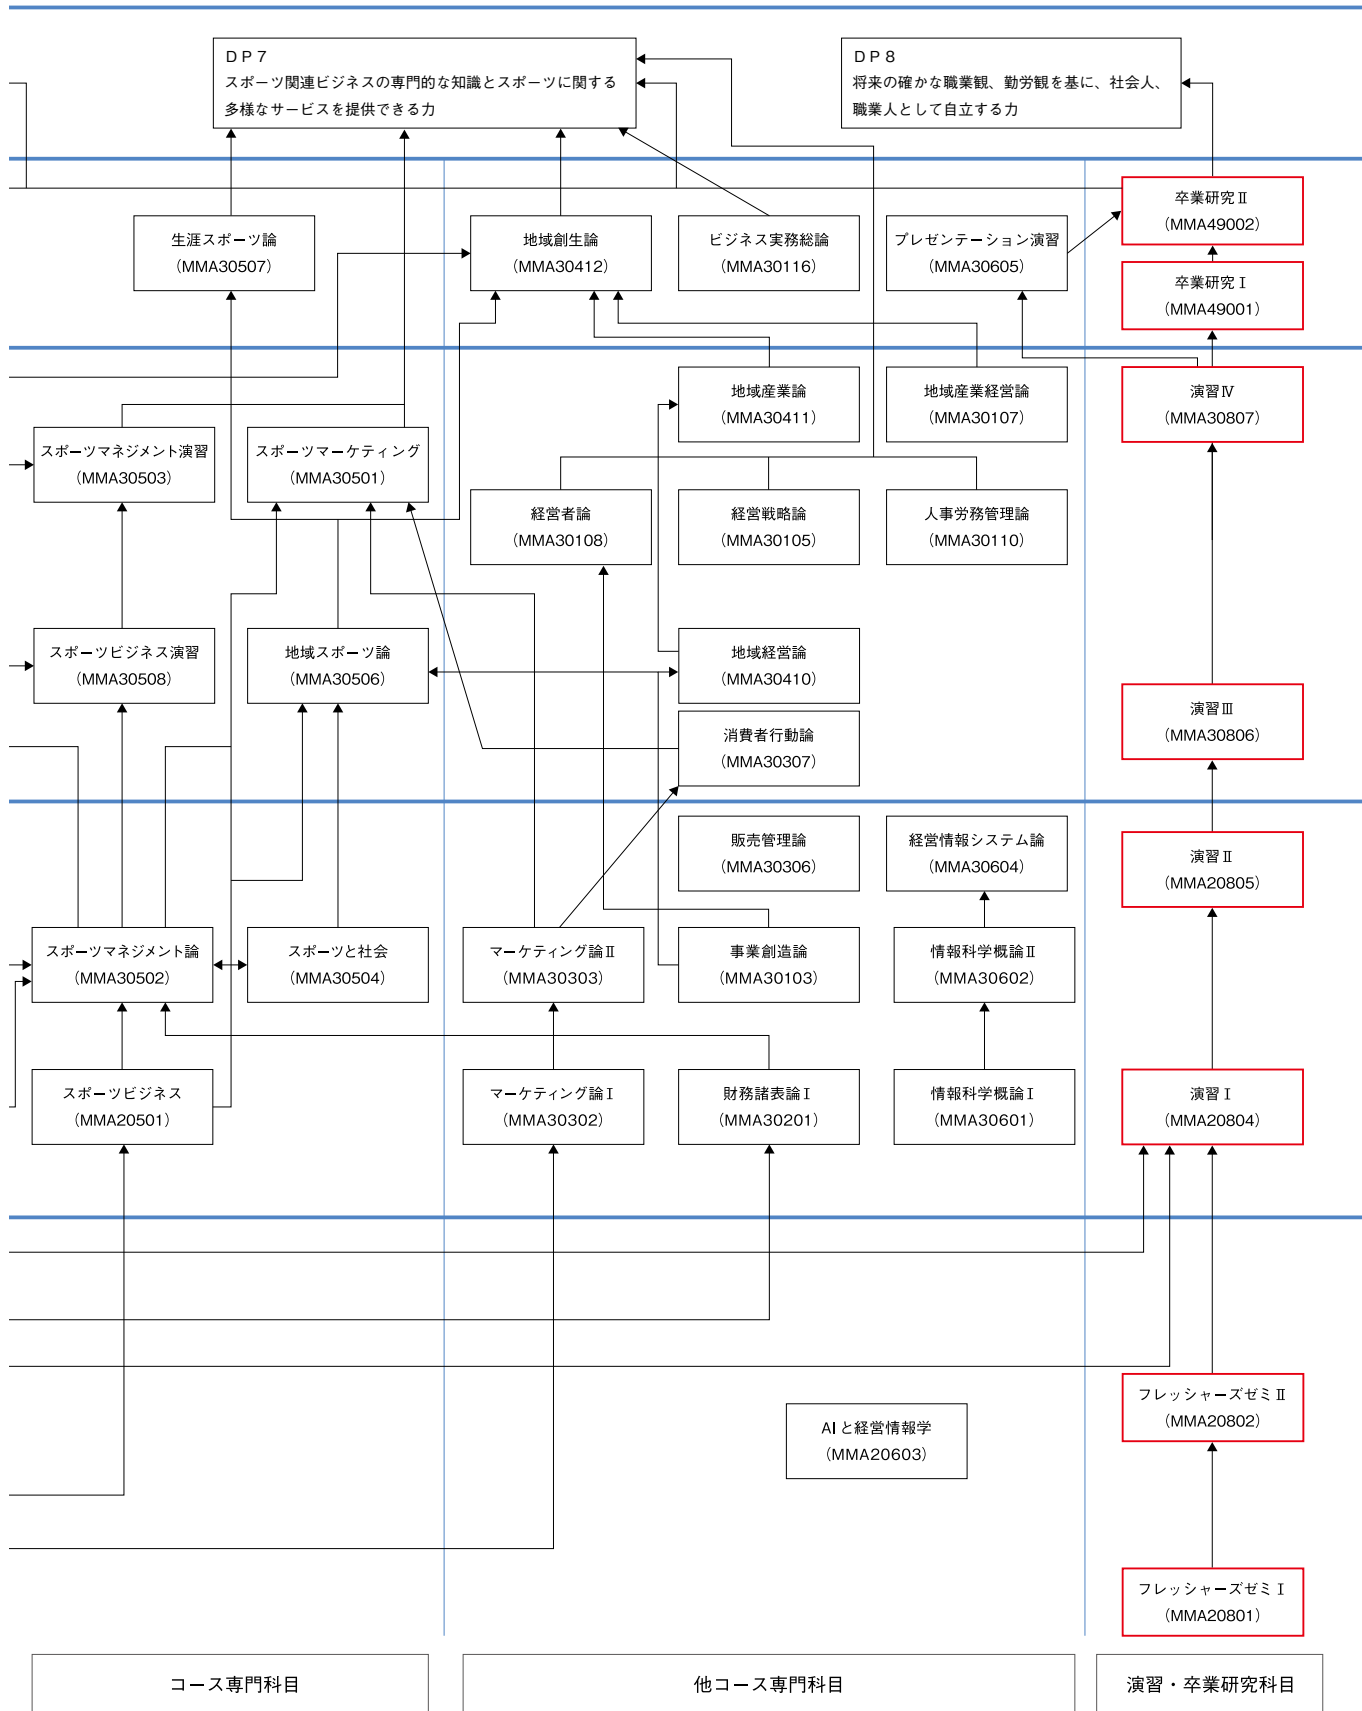 DP7
スポーツ関連ビジネスの専門的な知識とスポーツに関する
多様なサービスを提供できる力
DP8
将来の確かな職業観、勤労観を基に、社会人、
職業人として自立する力
卒業研究Ⅱ
(MMA49002)
生涯スポーツ論
(MMA30507)
地域創生論
(MMA30412)
ビジネス実務総論
(MMA30116)
プレゼンテーション演習
(MMA30605)
卒業研究Ⅰ
(MMA49001)
地域産業論
(MMA30411)
地域産業経営論
(MMA30107)
演習Ⅳ
(MMA30807)
スポーツマネジメント演習
(MMA30503)
スポーツマーケティング
(MMA30501)
経営者論
(MMA30108)
経営戦略論
(MMA30105)
人事労務管理論
(MMA30110)
スポーツビジネス演習
(MMA30508)
地域スポーツ論
(MMA30506)
地域経営論
(MMA30410)
演習Ⅲ
(MMA30806)
消費者行動論
(MMA30307)
販売管理論
(MMA30306)
経営情報システム論
(MMA30604)
演習Ⅱ
(MMA20805)
スポーツマネジメント論
(MMA30502)
スポーツと社会
(MMA30504)
マーケティング論Ⅱ
(MMA30303)
事業創造論
(MMA30103)
情報科学概論Ⅱ
(MMA30602)
スポーツビジネス
(MMA20501)
マーケティング論Ⅰ
(MMA30302)
財務諸表論Ⅰ
(MMA30201)
情報科学概論Ⅰ
(MMA30601)
演習Ⅰ
(MMA20804)
フレッシャーズゼミⅡ
(MMA20802)
AIと経営情報学
(MMA20603)
フレッシャーズゼミⅠ
(MMA20801)
コース専門科目
他コース専門科目
演習・卒業研究科目